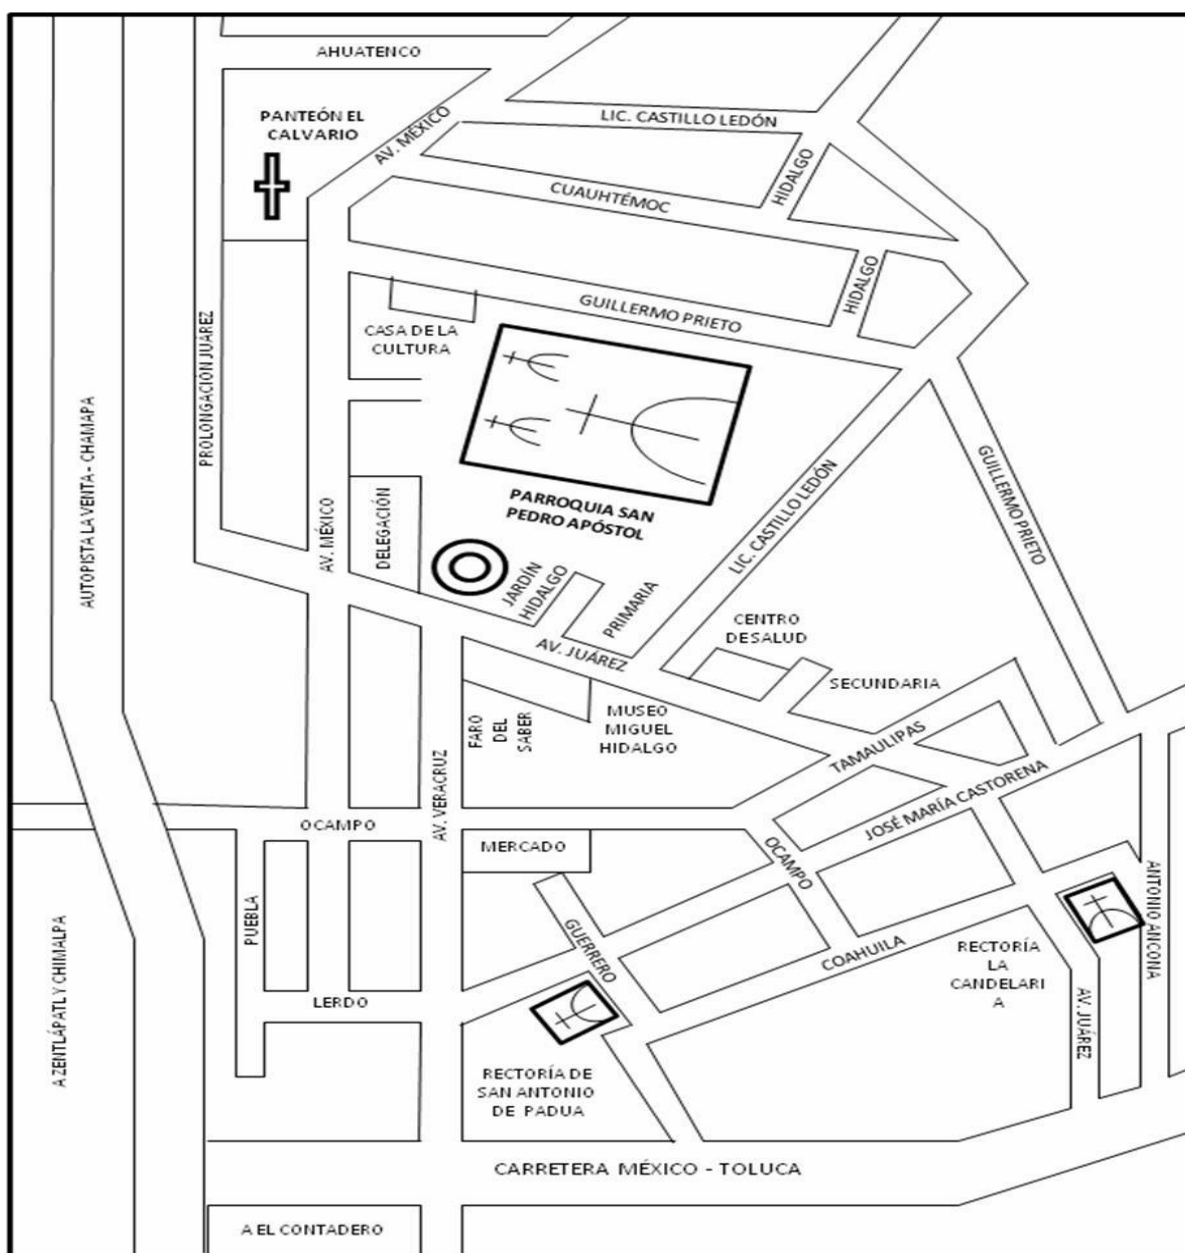 AHUATENCO
PANTEÓN EL
CALVARIO
AV. MÉXICO
LIC. CASTILLO LEDÓN
HIDALGO
CUAUHTÉMOC
HIDALGO
GUILLERMO PRIETO
CASA DE LA
CULTURA
PROLONGACIÓN JUÁREZ
AUTOPISTA LA VENTA - CHAMAPA
PARROQUIA SAN
PEDRO APÓSTOL
LIC. CASTILLO LEDÓN
GUILLERMO PRIETO
AV. MÉXICO
DELEGACIÓN
JARDÍN
HIDALGO
PRIMARIA
AV. JUÁREZ
CENTRO
DE SALUD
SECUNDARIA
FARO
DEL
SABER
MUSEO
MIGUEL
HIDALGO
TAMAULIPAS
AV. VERACRUZ
JOSÉ MARÍA CASTORENA
OCAMPO
MERCADO
OCAMPO
PUEBLA
GUERRERO
COAHUILA
RECTORÍA
LA
CANDELARI
A
ANTONIO ANCONA
AV. JUÁREZ
A ZENTLÁPATL Y CHIMALPA
LERDO
RECTORÍA DE
SAN ANTONIO
DE PADUA
CARRETERA MÉXICO - TOLUCA
A EL CONTADERO